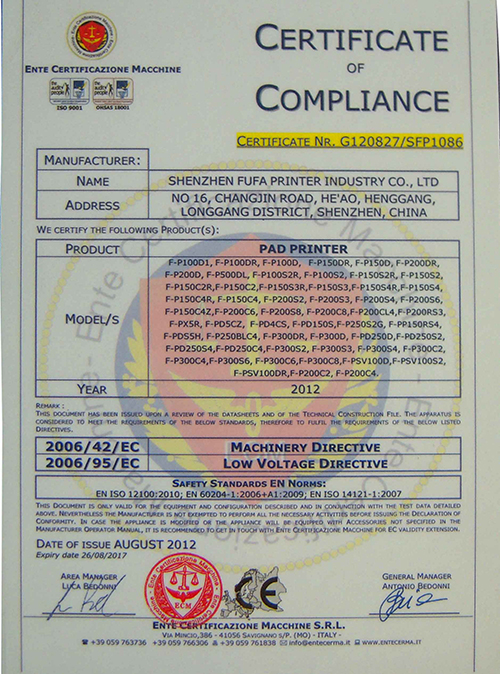 ENTE CERTIFICAZIONE MACCHINE
ISO 9001 OHSAS 18001
CERTIFICATE
OF
COMPLIANCE
CERTIFICATE NR. G120827/SFP1086
MANUFACTURER:
NAME SHENZHEN FUFA PRINTER INDUSTRY CO., LTD
ADDRESS NO 16, CHANGJIN ROAD, HE'AO, HENGGANG,
LONGGANG DISTRICT, SHENZHEN, CHINA
WE CERTIFY THE FOLLOWING PRODUCT(S):
PRODUCT PAD PRINTER
MODEL/S
F-P100D1, F-P100DR, F-P100D, F-P150DR, F-P150D, F-P200DR,
F-P200D, F-P500DL, F-P100S2R, F-P100S2, F-P150S2R, F-P150S2,
F-P150C2R,F-P150C2, F-P150S3R, F-P150S3, F-P150S4R, F-P150S4,
F-P150C4R, F-P150C4, F-P200S2, F-P200S3, F-P200S4, F-P200S6,
F-P150C4Z, F-P200C6, F-P200S8, F-P200C8, F-P20CL4, F-P200RS3,
F-PX5R, F-PD5CZ, F-PD4CS, F-PD150S, F-P250S2G, F-PP150RS4,
F-PD55H, F-P250BLC4, F-P300DR, F-P300D, F-PD250D, F-PD250S2,
F-PD250S4, F-PD250C4, F-P300S2, F-P300S3, F-P300S4, F-P300C2,
F-P300C4, F-P300S6, F-P300C6, F-P300C8, F-PSV100D, F-PSV100S2,
F-PSV100DR, F-P200C2, F-P200C4.
YEAR 2012
REMARK:
THIS DOCUMENT HAS BEEN ISSUED UPON A REVIEW OF THE DATASHEETS AND OF THE TECHNICAL CONSTRUCTION FILE. THE APPARATUS IS
CONSIDERED TO MEET THE REQUIREMENTS OF THE BELOW STANDARDS, THEREFORE TO FULFIL THE REQUIREMENTS OF THE BELOW LISTED
DIRECTIVES.
2006/42/EC MACHINERY DIRECTIVE
2006/95/EC LOW VOLTAGE DIRECTIVE
SAFETY STANDARDS EN NORMS:
EN ISO 12100:2010; EN 60204-1:2006+A1:2009; EN ISO 14121-1:2007
THIS DOCUMENT IS ONLY VALID FOR THE EQUIPMENT AND CONFIGURATION DESCRIBED AND IN CONJUNCTION WITH THE TEST DATA DETAILED
ABOVE. NEVERTHELESS THE MANUFACTURER IS NOT EXEMPTED TO PERFORM ALL THE NECESSARY ACTIVITIES BEFORE ISSUING THE DECLARATION OF
CONFORMITY. IN CASE THE APPLIANCE IS MODIFIED OR THE APPLIANCE WILL BE EQUIPPED WITH ACCESSORIES NOT SPECIFIED IN THE
MANUFACTURER OPERATOR MANUAL, IT IS RECOMMENDED TO GET IN TOUCH WITH ENTE CERTIFICAZIONE MACCHINE FOR EC VALIDITY EXTENSION.
DATE OF ISSUE AUGUST 2012
Expiry date 26/08/2017
AREA MANAGER
LUCA BEDONNI
ECM
CE
GENERAL MANAGER
ANTONIO BEDONNI
ENTE CERTIFICAZIONE MACCHINE S.R.L.
VIA MINCIO,386 - 41056 SAVIGNANO S/P. (MO) - ITALY -
+39 059 763736 +39 059 766306 +39 059 761838 info@entecerma.it www.entecerma.it